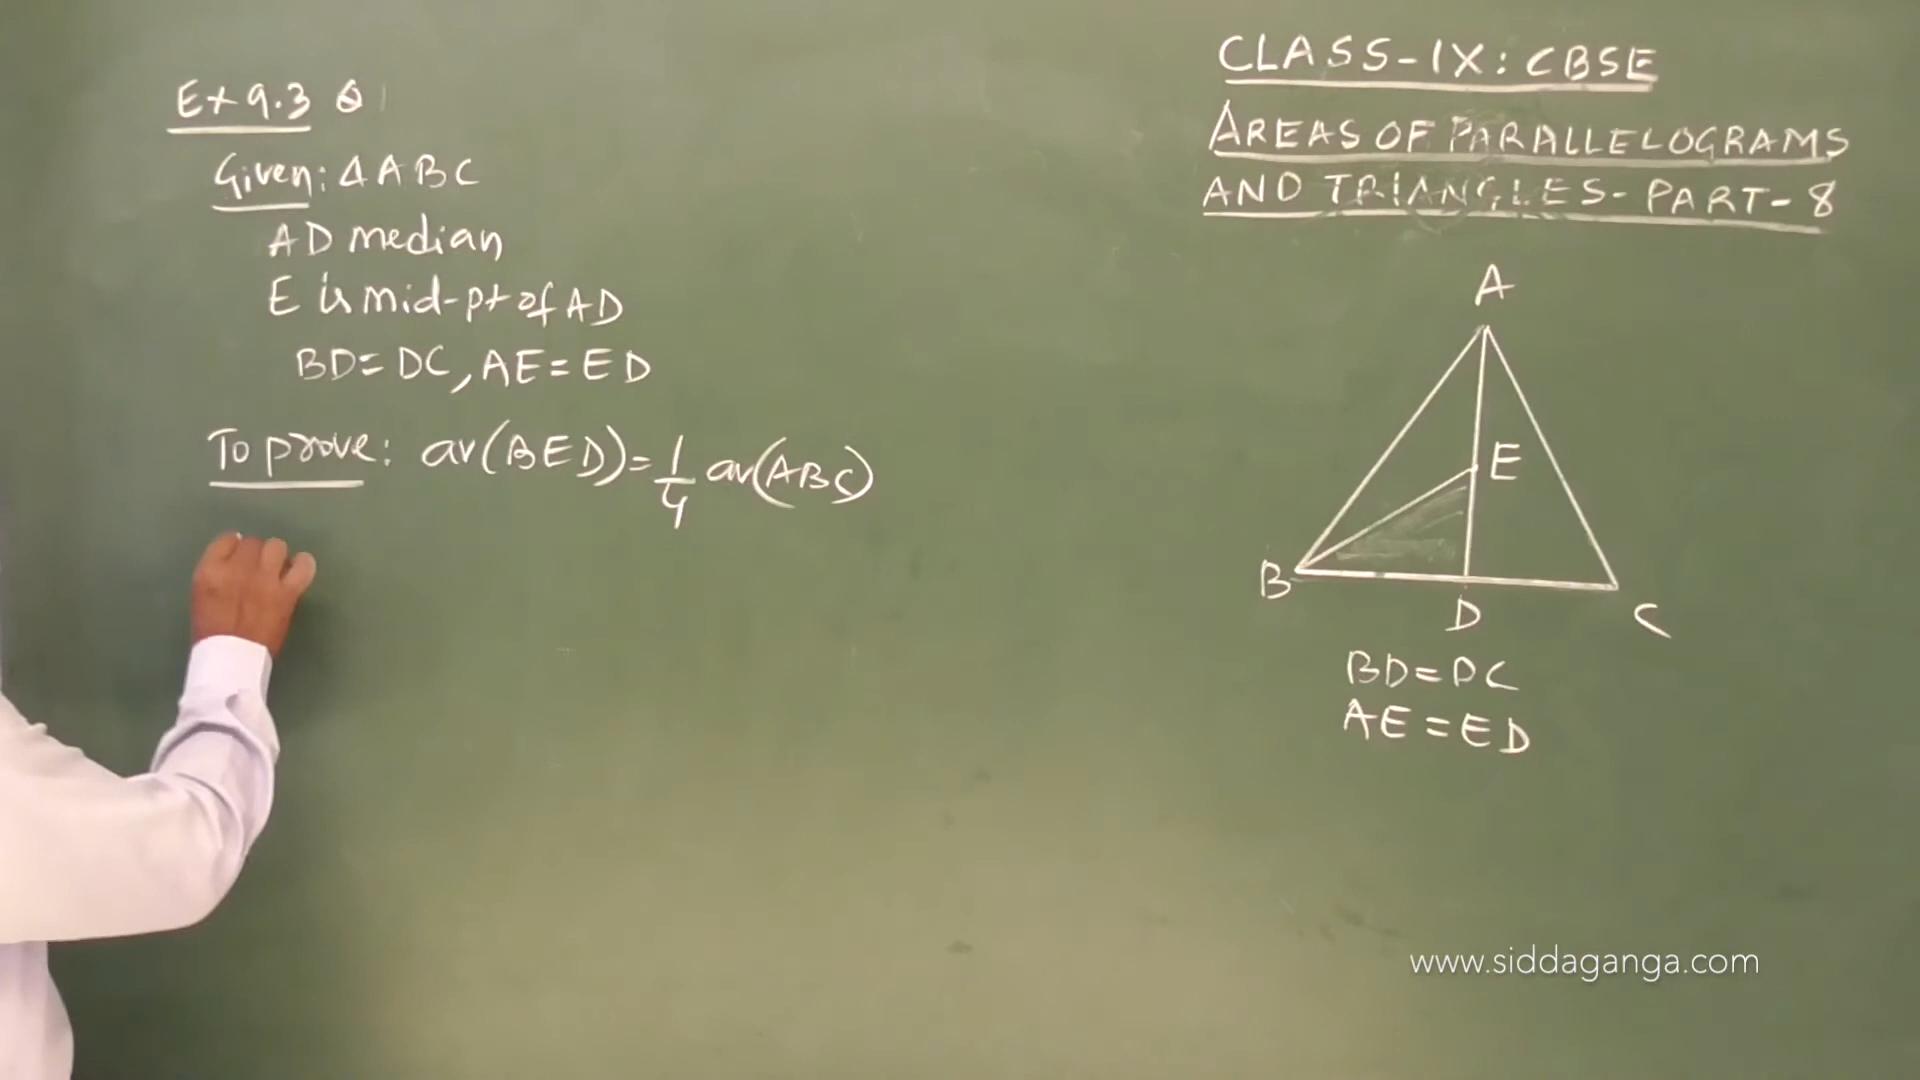 Ex 9.3 Q
Given: Δ ABC
AD median
E is mid-pt of AD
BD = DC, AE = ED
To prove: ar(BED) = 1/4 ar(ABC)
CLASS-IX: CBSE
AREAS OF PARALLELOGRAMS
AND TRIANGLES - PART-8
A
E
B
D
C
BD = DC
AE = ED
www.siddaganga.com